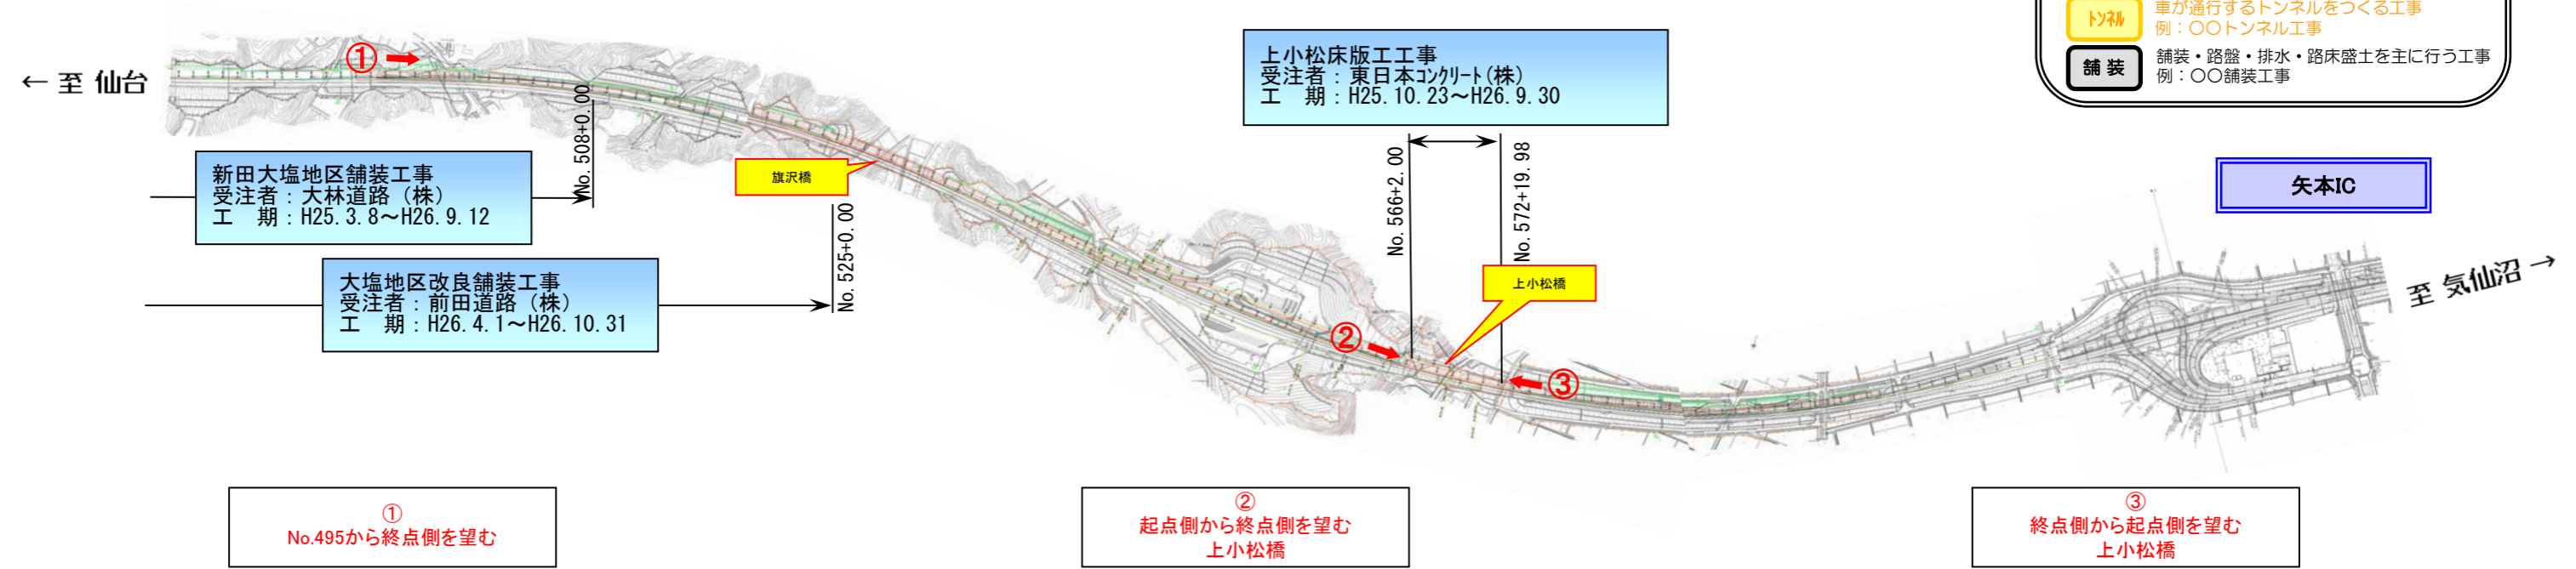 トンネル
車が通行するトンネルをつくる工事
例：〇〇トンネル工事
舗 装
舗装・路盤・排水・路床盛土を主に行う工事
例：〇〇舗装工事
← 至 仙台
①
上小松床版工工事
受注者：東日本コンクリート(株)
工　期：H25.10.23～H26.9.30
No.508+0.00
新田大塩地区舗装工事
受注者：大林道路（株）
工　期：H25.3.8～H26.9.12
旗沢橋
No.566+2.00
No.572+19.98
矢本IC
大塩地区改良舗装工事
受注者：前田道路（株）
工　期：H26.4.1～H26.10.31
No.525+0.00
上小松橋
至 気仙沼 →
②
③
①
No.495から終点側を望む
②
起点側から終点側を望む
上小松橋
③
終点側から起点側を望む
上小松橋